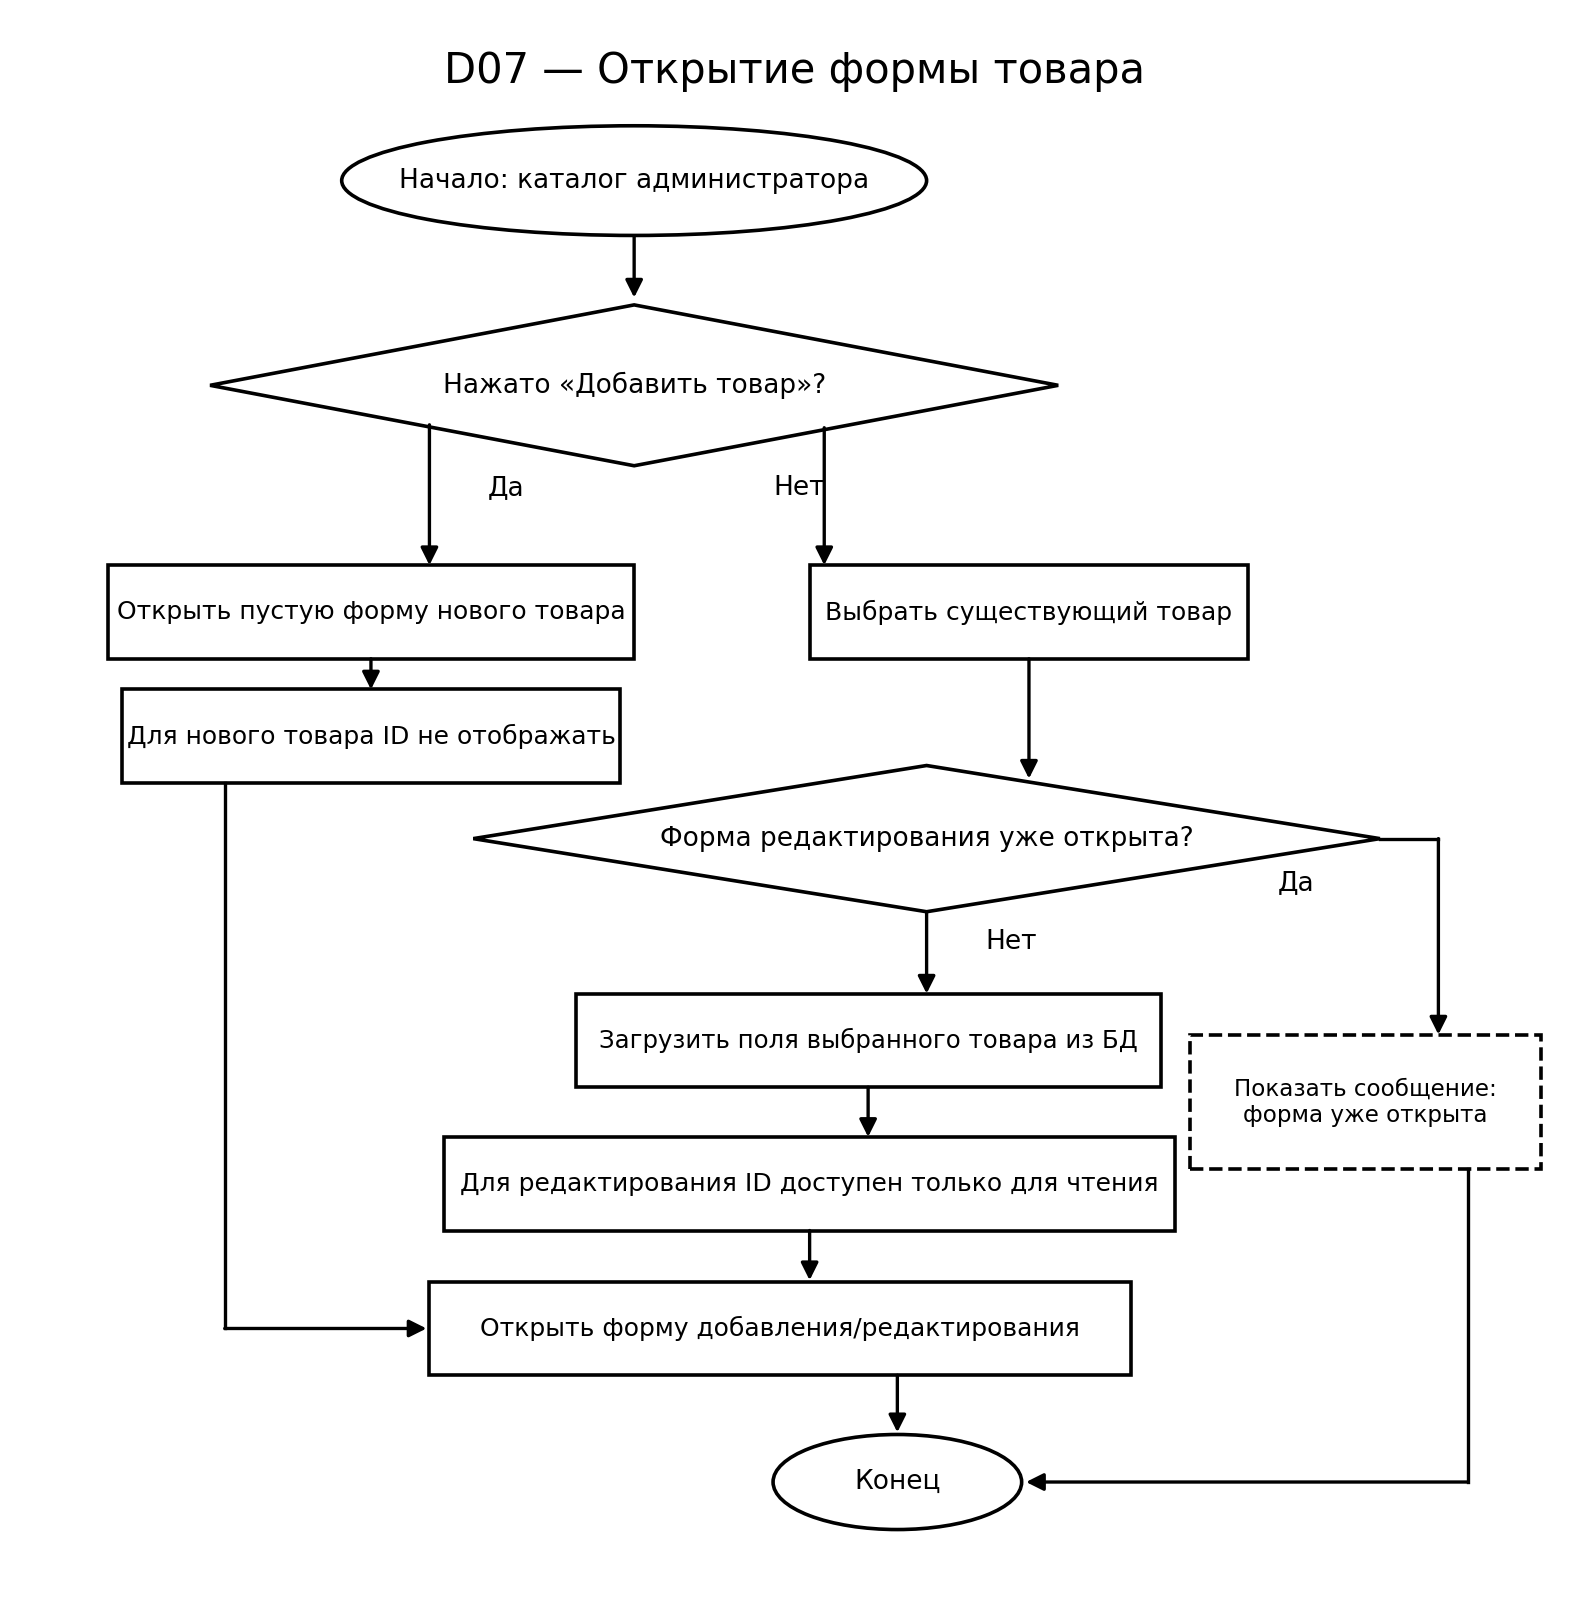 D07 — Открытие формы товара
Начало: каталог администратора
Нажато «Добавить товар»?
Да
Нет
Открыть пустую форму нового товара
Выбрать существующий товар
Для нового товара ID не отображать
Форма редактирования уже открыта?
Да
Нет
Загрузить поля выбранного товара из БД
Показать сообщение:
форма уже открыта
Для редактирования ID доступен только для чтения
Открыть форму добавления/редактирования
Конец